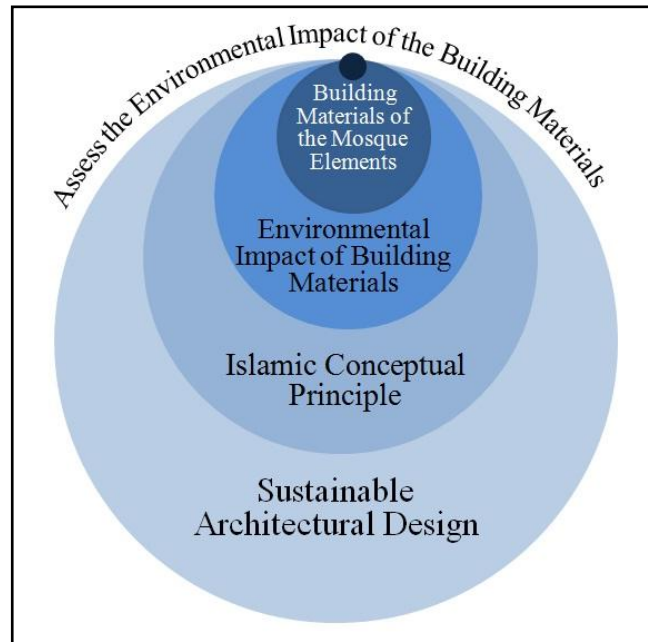 Assess the Environmental Impact of the Building Materials
Building
Materials of
the Mosque
Elements
Environmental
Impact of Building
Materials
Islamic Conceptual
Principle
Sustainable
Architectural Design